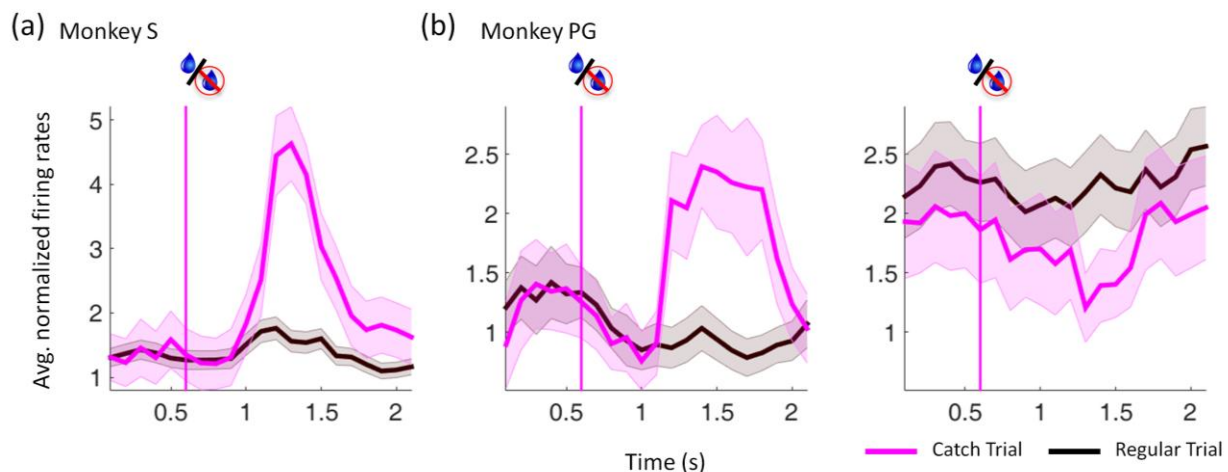 (a) Monkey S
(b) Monkey PG
Avg. normalized firing rates
5
4
3
2
1
0.5 1 1.5 2
2.5
2
1.5
1
0.5 1 1.5 2
2.5
2
1.5
1
0.5 1 1.5 2
Time (s)
Catch Trial Regular Trial